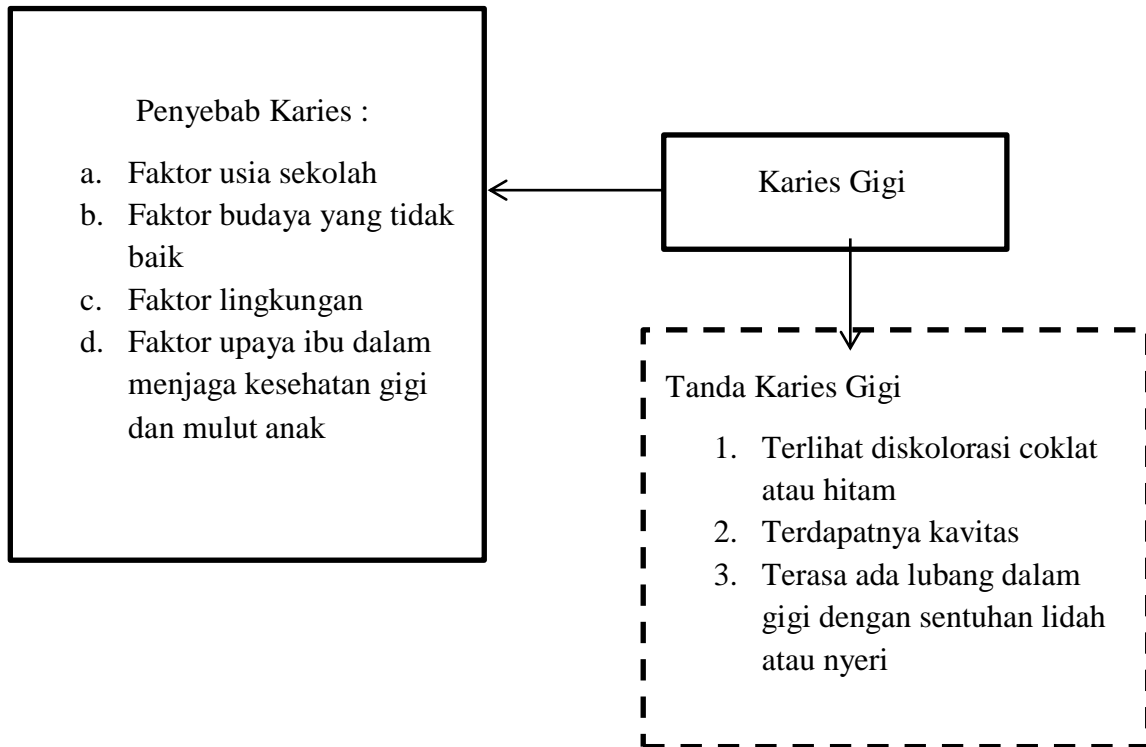 Penyebab Karies :
a. Faktor usia sekolah
b. Faktor budaya yang tidak
baik
c. Faktor lingkungan
d. Faktor upaya ibu dalam
menjaga kesehatan gigi
dan mulut anak
Karies Gigi
Tanda Karies Gigi
1. Terlihat diskolorasi coklat
atau hitam
2. Terdapatnya kavitas
3. Terasa ada lubang dalam
gigi dengan sentuhan lidah
atau nyeri